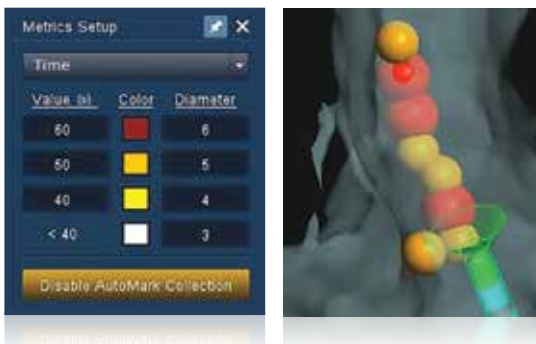 Metrics Setup
Time
Value (s) Color Diameter
60 6
50 5
40 4
< 40 3
Disable AutoMark Collection